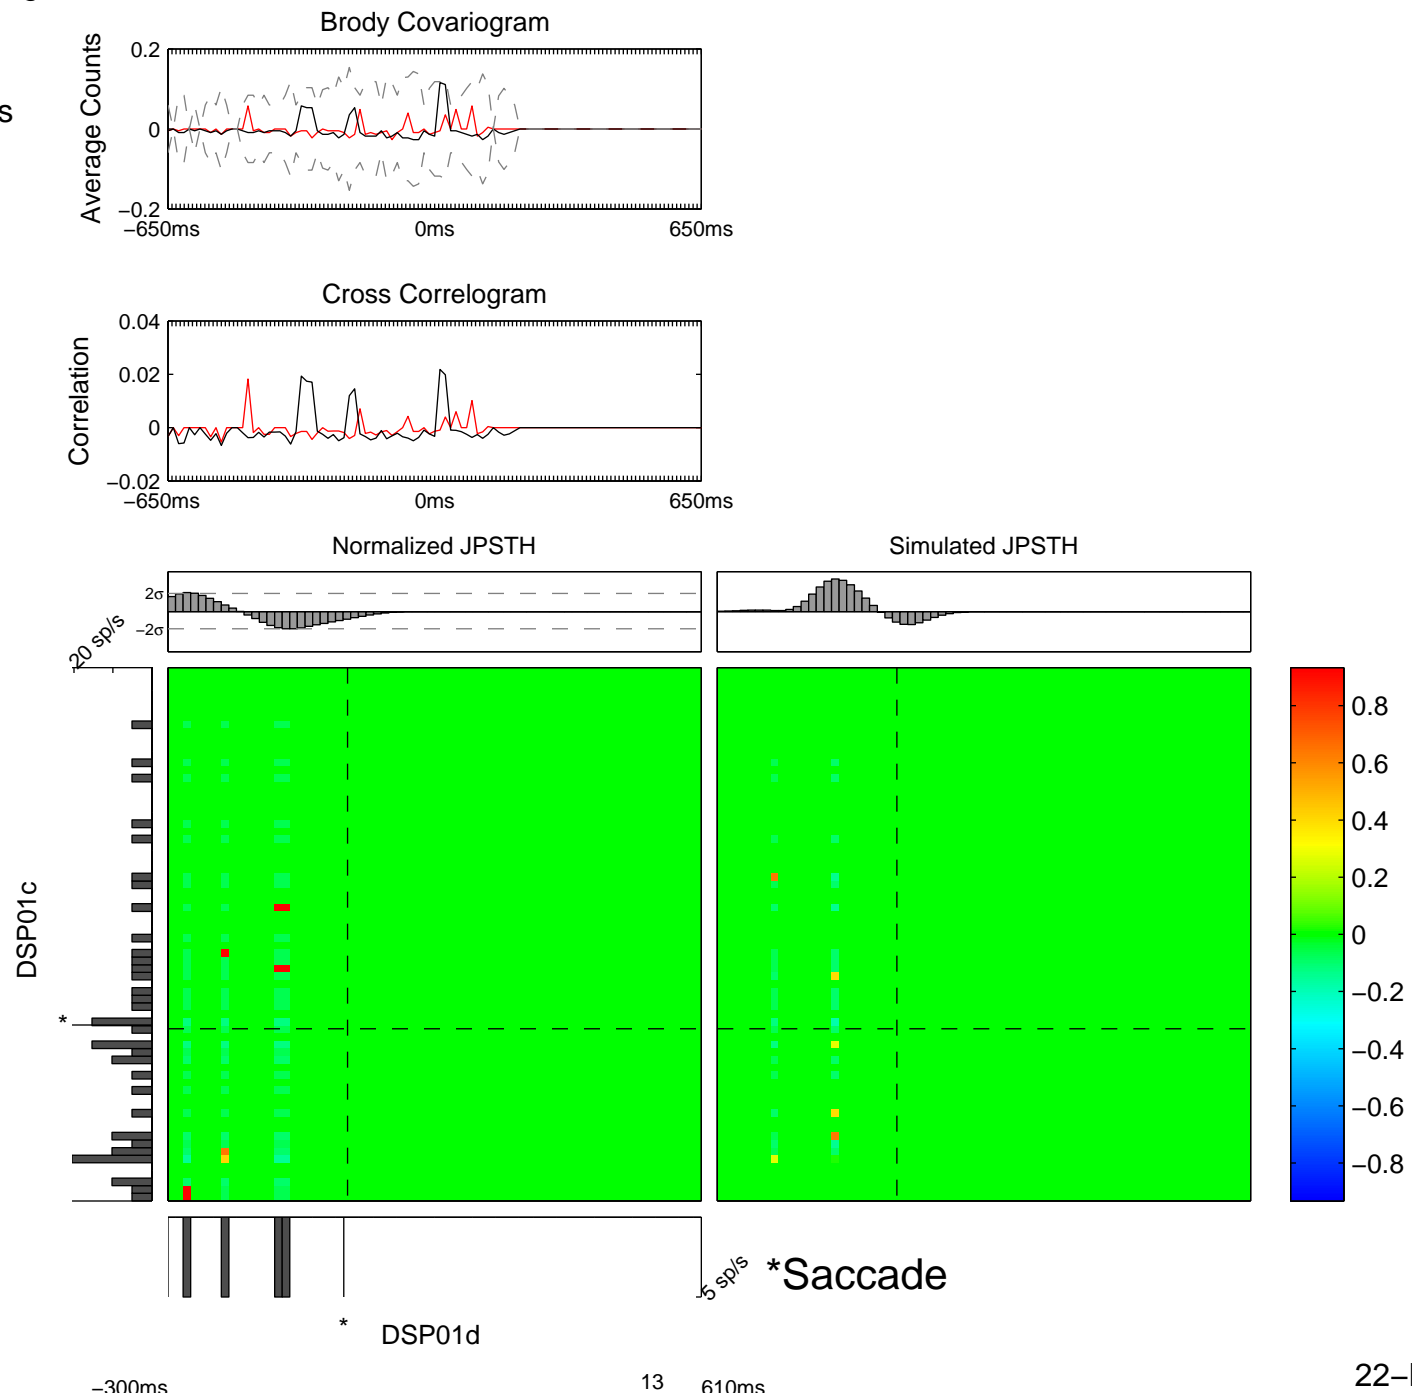 Brody Covariogram
Average Counts
0.2
0
−0.2
−650ms 0ms 650ms
Cross Correlogram
Correlation
0.04
0.02
0
−0.02
−650ms 0ms 650ms
Normalized JPSTH
Simulated JPSTH
2σ
−2σ
20 sp/s
DSP01c
*
0.8
0.6
0.4
0.2
0
−0.2
−0.4
−0.6
−0.8
5 sp/s
*Saccade
*
DSP01d
−300ms 13 610ms